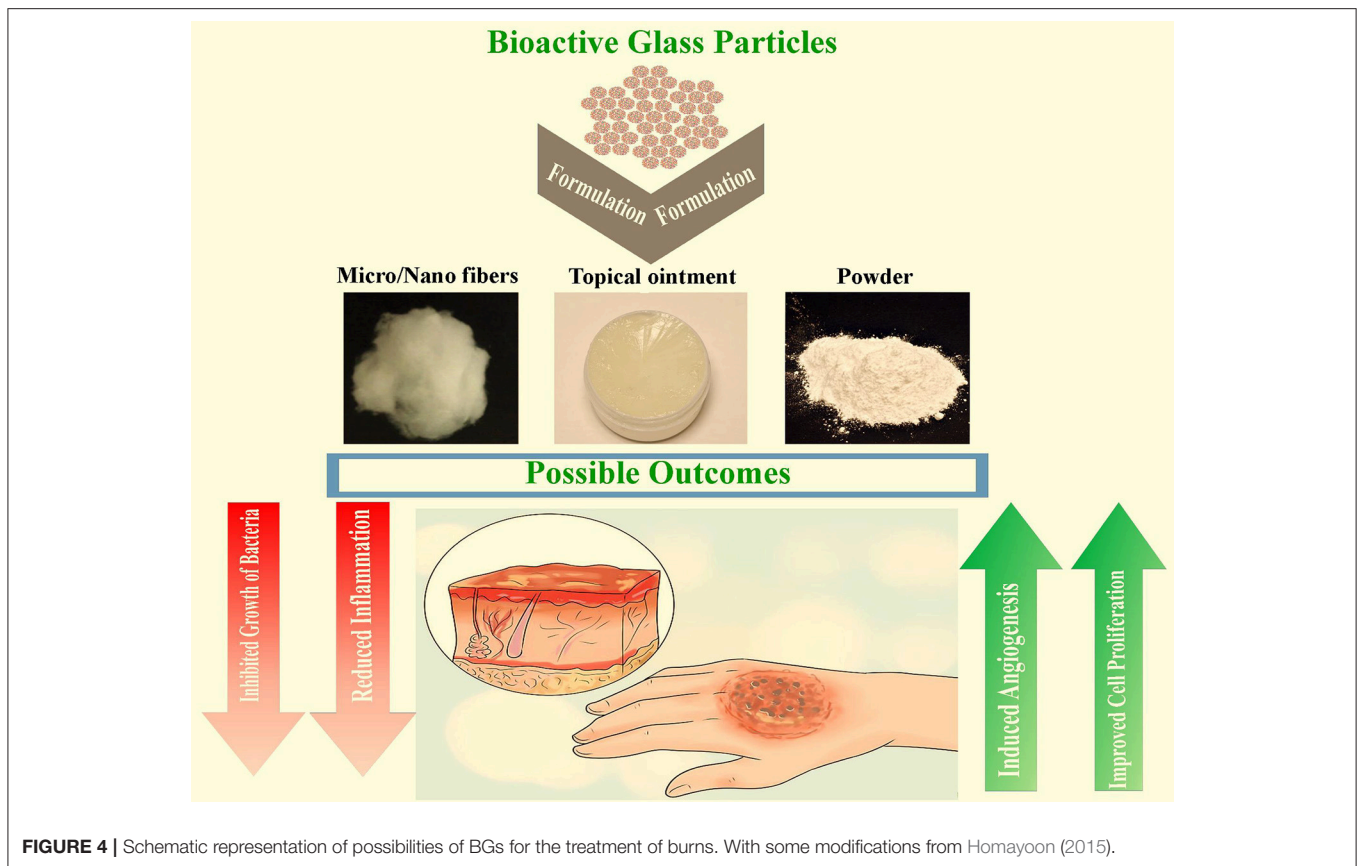 Bioactive Glass Particles
Formulation Formulation
Micro/Nano fibers
Topical ointment
Powder
Possible Outcomes
Inhibited Growth of Bacteria
Reduced Inflammation
Induced Angiogenesis
Improved Cell Proliferation
FIGURE 4 | Schematic representation of possibilities of BGs for the treatment of burns. With some modifications from Homayoon (2015).